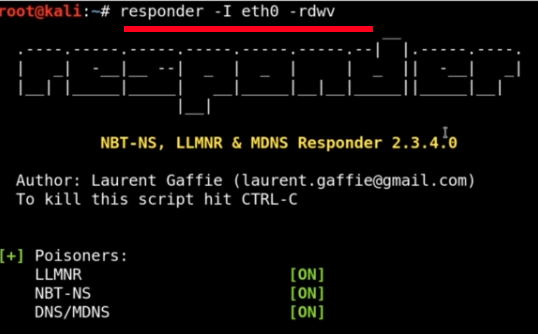 root@kali:~# responder -I eth0 -rdwv
responder
NBT-NS, LLMNR & MDNS Responder 2.3.4.0
Author: Laurent Gaffie (laurent.gaffie@gmail.com)
To kill this script hit CTRL-C
[+] Poisoners:
LLMNR [ON]
NBT-NS [ON]
DNS/MDNS [ON]